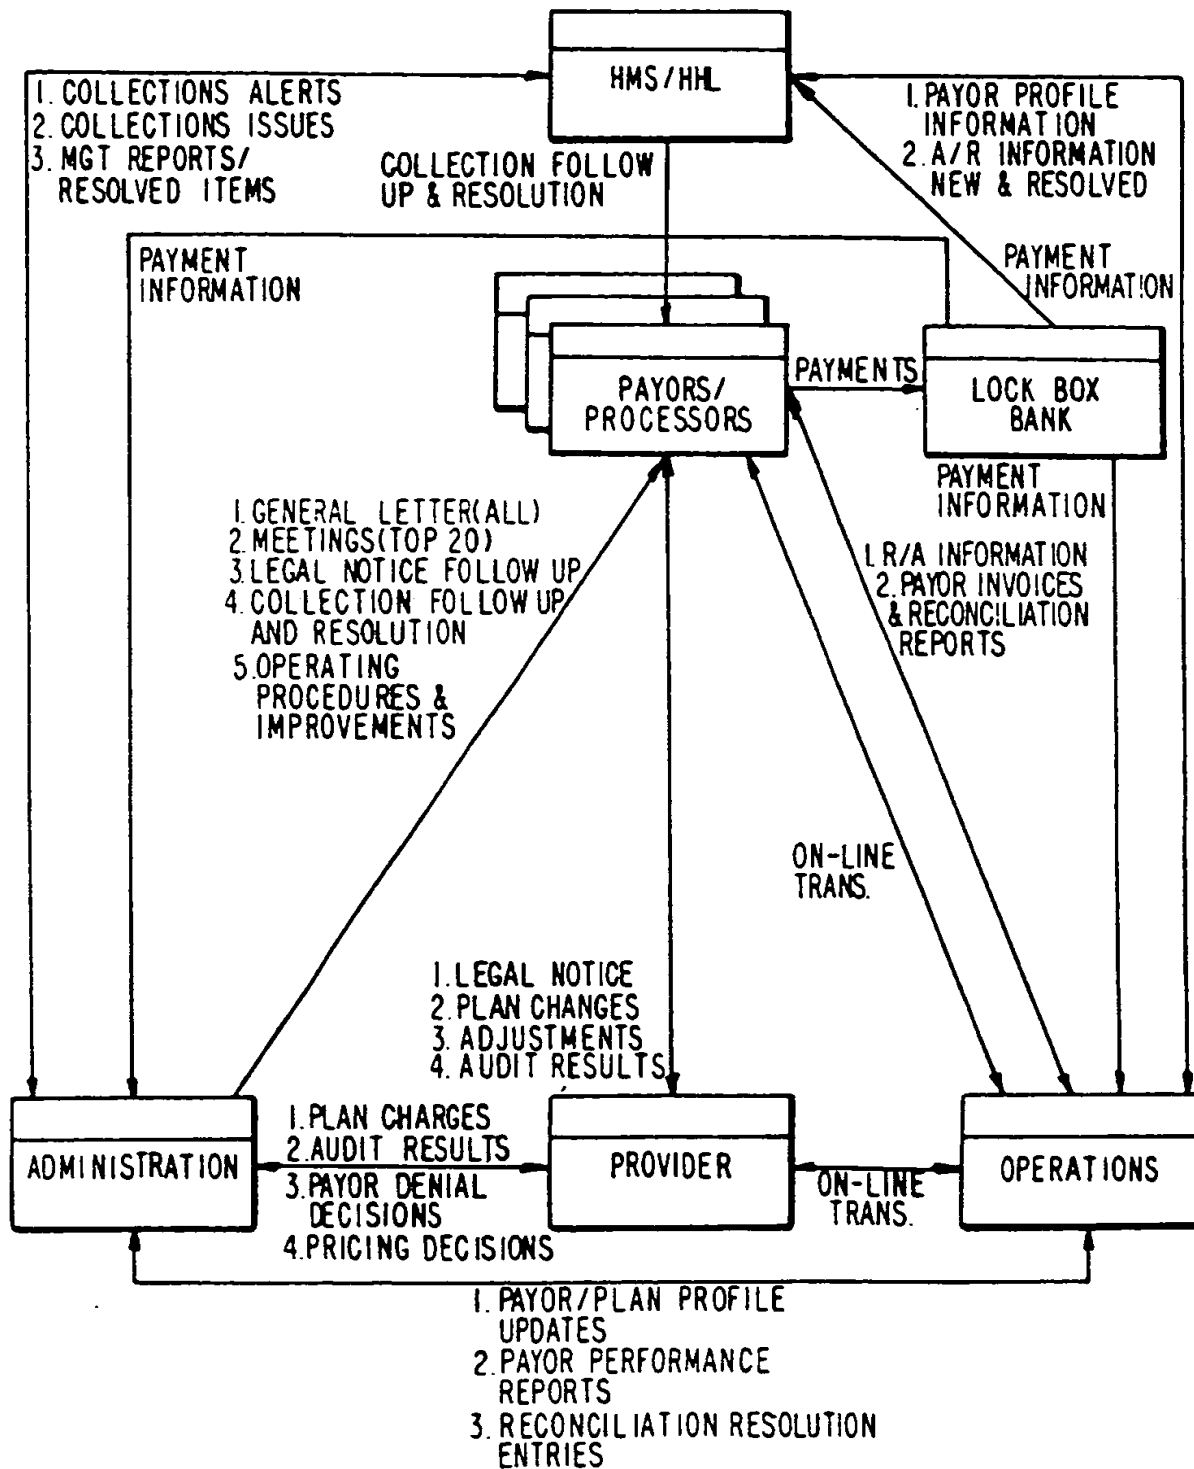 HMS/HHL
1. COLLECTIONS ALERTS
2. COLLECTIONS ISSUES
3. MGT REPORTS/
RESOLVED ITEMS
COLLECTION FOLLOW
UP & RESOLUTION
1. PAYOR PROFILE
INFORMATION
2. A/R INFORMATION
NEW & RESOLVED
PAYMENT
INFORMATION
PAYMENT
INFORMATION
PAYORS/
PROCESSORS
PAYMENTS
LOCK BOX
BANK
PAYMENT
INFORMATION
1. GENERAL LETTER(ALL)
2. MEETINGS(TOP 20)
3. LEGAL NOTICE FOLLOW UP
4. COLLECTION FOLLOW UP
AND RESOLUTION
5. OPERATING
PROCEDURES &
IMPROVEMENTS
1. R/A INFORMATION
2. PAYOR INVOICES
& RECONCILIATION
REPORTS
ON-LINE
TRANS.
1. LEGAL NOTICE
2. PLAN CHANGES
3. ADJUSTMENTS
4. AUDIT RESULTS
ADMINISTRATION
1. PLAN CHARGES
2. AUDIT RESULTS
3. PAYOR DENIAL
DECISIONS
4. PRICING DECISIONS
PROVIDER
ON-LINE
TRANS.
OPERATIONS
1. PAYOR/PLAN PROFILE
UPDATES
2. PAYOR PERFORMANCE
REPORTS
3. RECONCILIATION RESOLUTION
ENTRIES